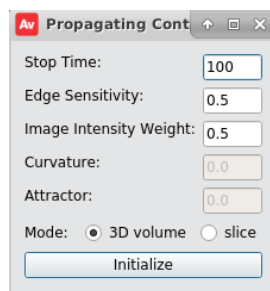 Av Propagating Cont
Stop Time: 100
Edge Sensitivity: 0.5
Image Intensity Weight: 0.5
Curvature: 0.0
Attractor: 0.0
Mode: 3D volume slice
Initialize